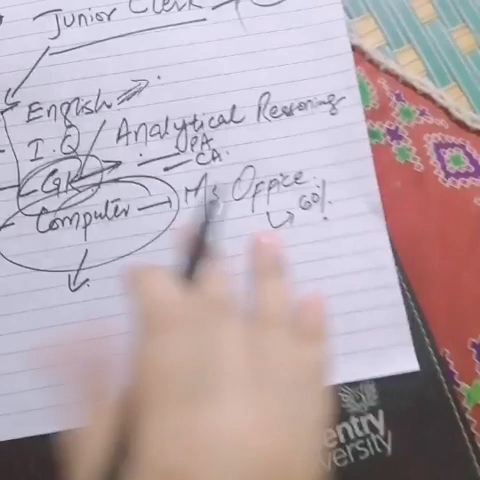 Junior Clerk
English
I.Q / Analytical Reasoning
GK
PA
CA.
Computer → Ms Office.
60%
entry
versity